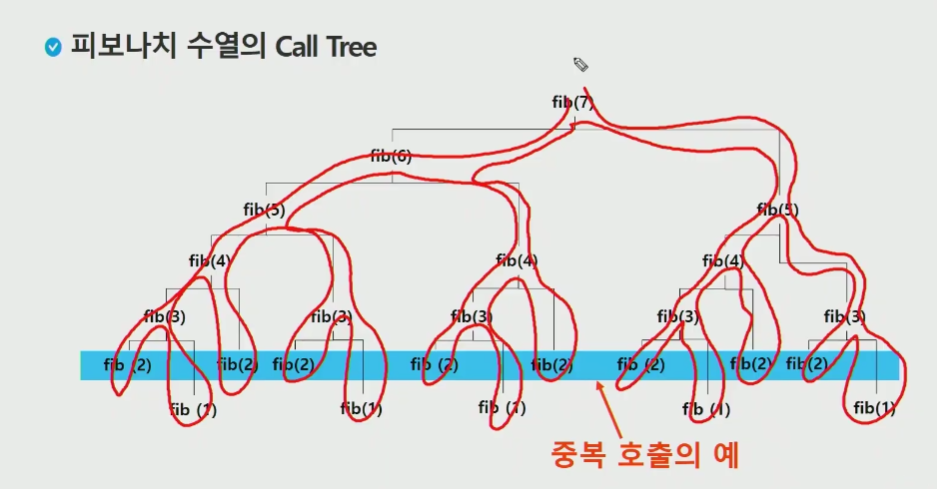 피보나치 수열의 Call Tree
fib(7)
fib(6)
fib(5) fib(5)
fib(4) fib(4) fib(4)
fib(3) fib(3) fib(3) fib(3) fib(3)
fib (2) fib(2) fib(2) fib (2) fib(2) fib (2) fib(2) fib(2)
fib (1) fib(1) fib (1) fib (1) fib(1)
중복 호출의 예